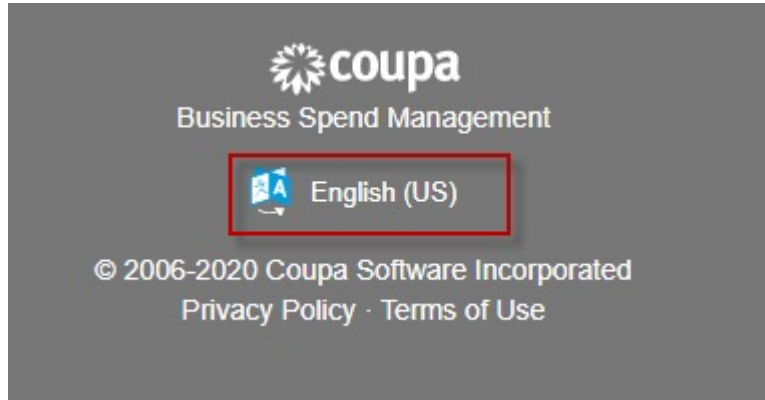 coupa
Business Spend Management
English (US)
© 2006-2020 Coupa Software Incorporated
Privacy Policy · Terms of Use